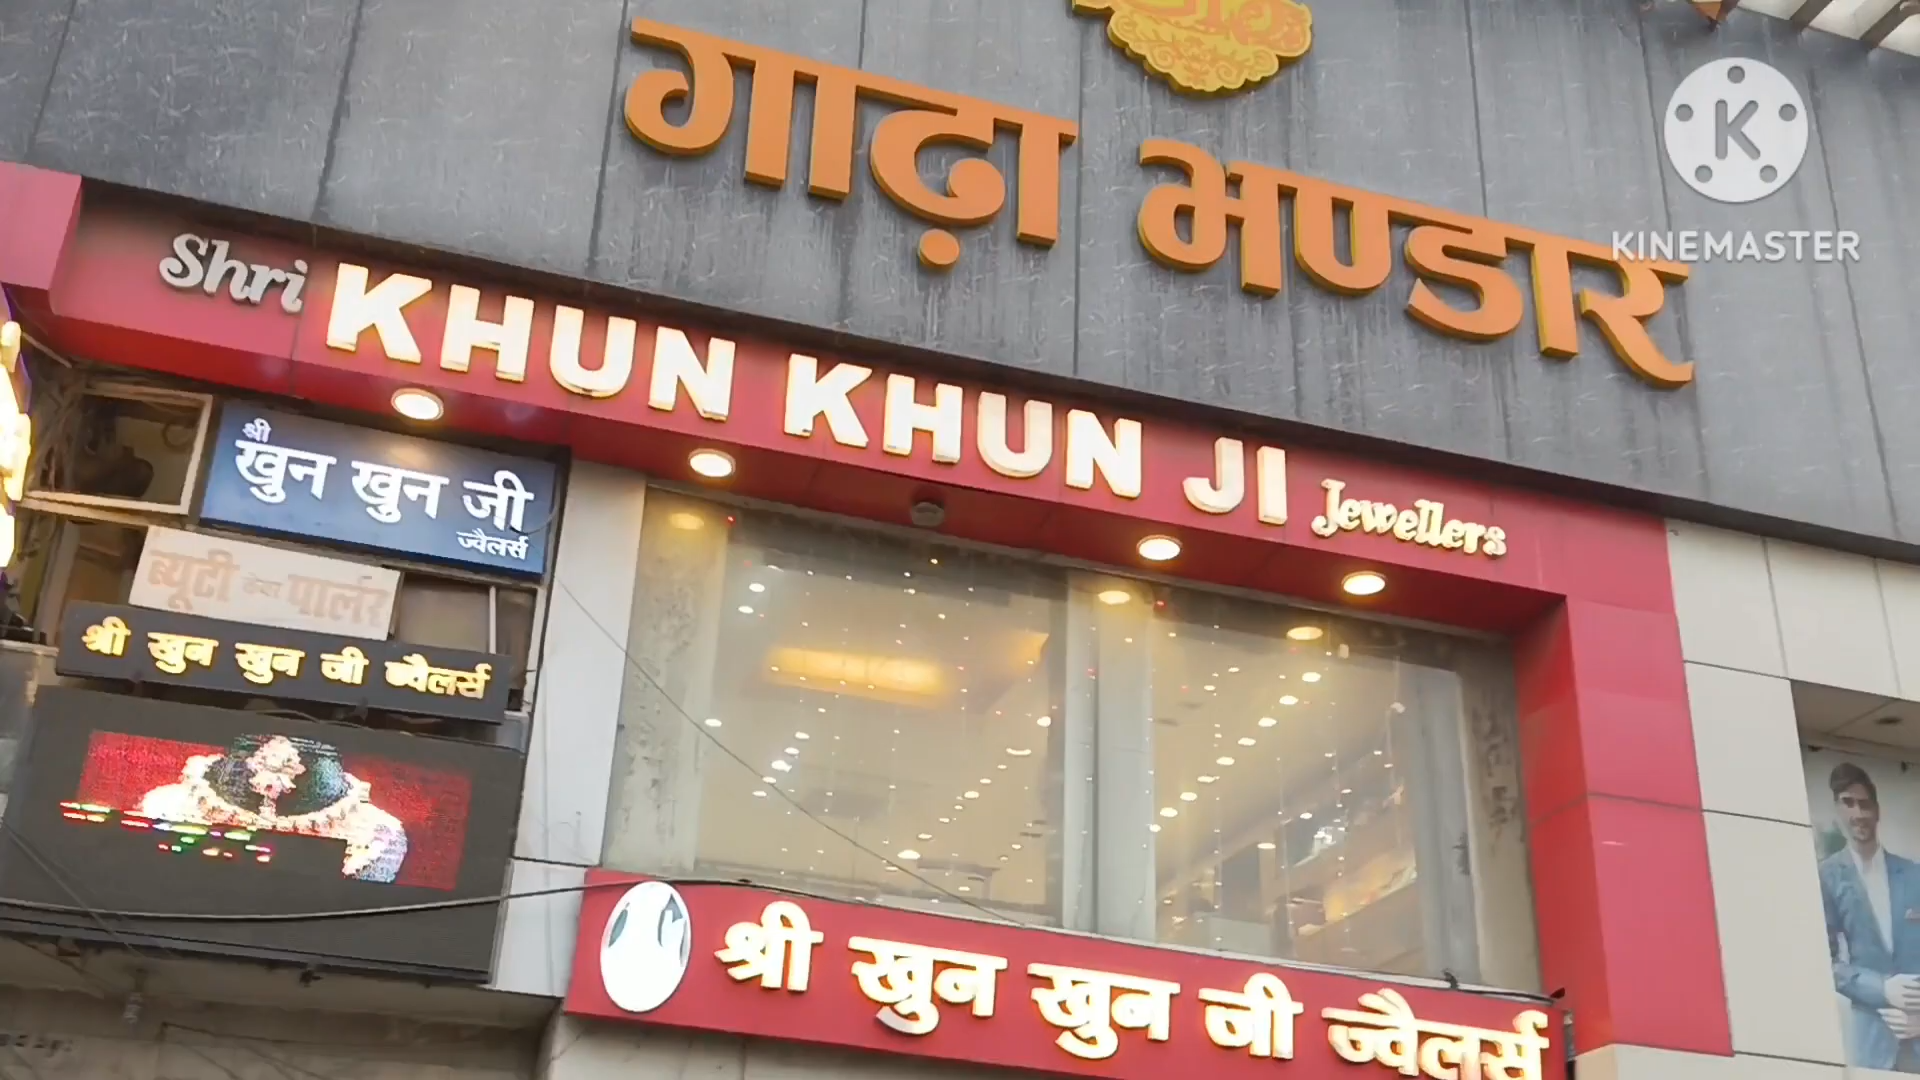 गाढ़ा भण्डार
KINEMASTER
Shri KHUN KHUN JI Jewellers
श्री
खुन खुन जी
ज्वैलर्स
ब्यूटी पार्लर
श्री खुन खुन जी ज्वैलर्स
श्री खुन खुन जी ज्वैलर्स